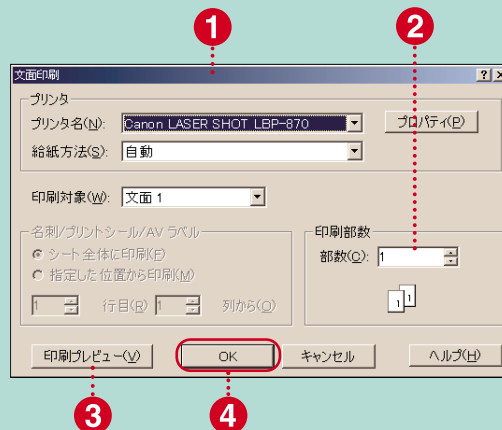 1
2
文面印刷
プリンタ
プリンタ名(N): Canon LASER SHOT LBP-870 プロパティ(P)
給紙方法(S): 自動
印刷対象(W): 文面 1
名刺/プリントシール/AV ラベル
シート全体に印刷(F)
指定した位置から印刷(M)
1 行目(R) 1 列から(O)
印刷部数
部数(C): 1
1 1
印刷プレビュー(V) OK キャンセル ヘルプ(H)
3
4